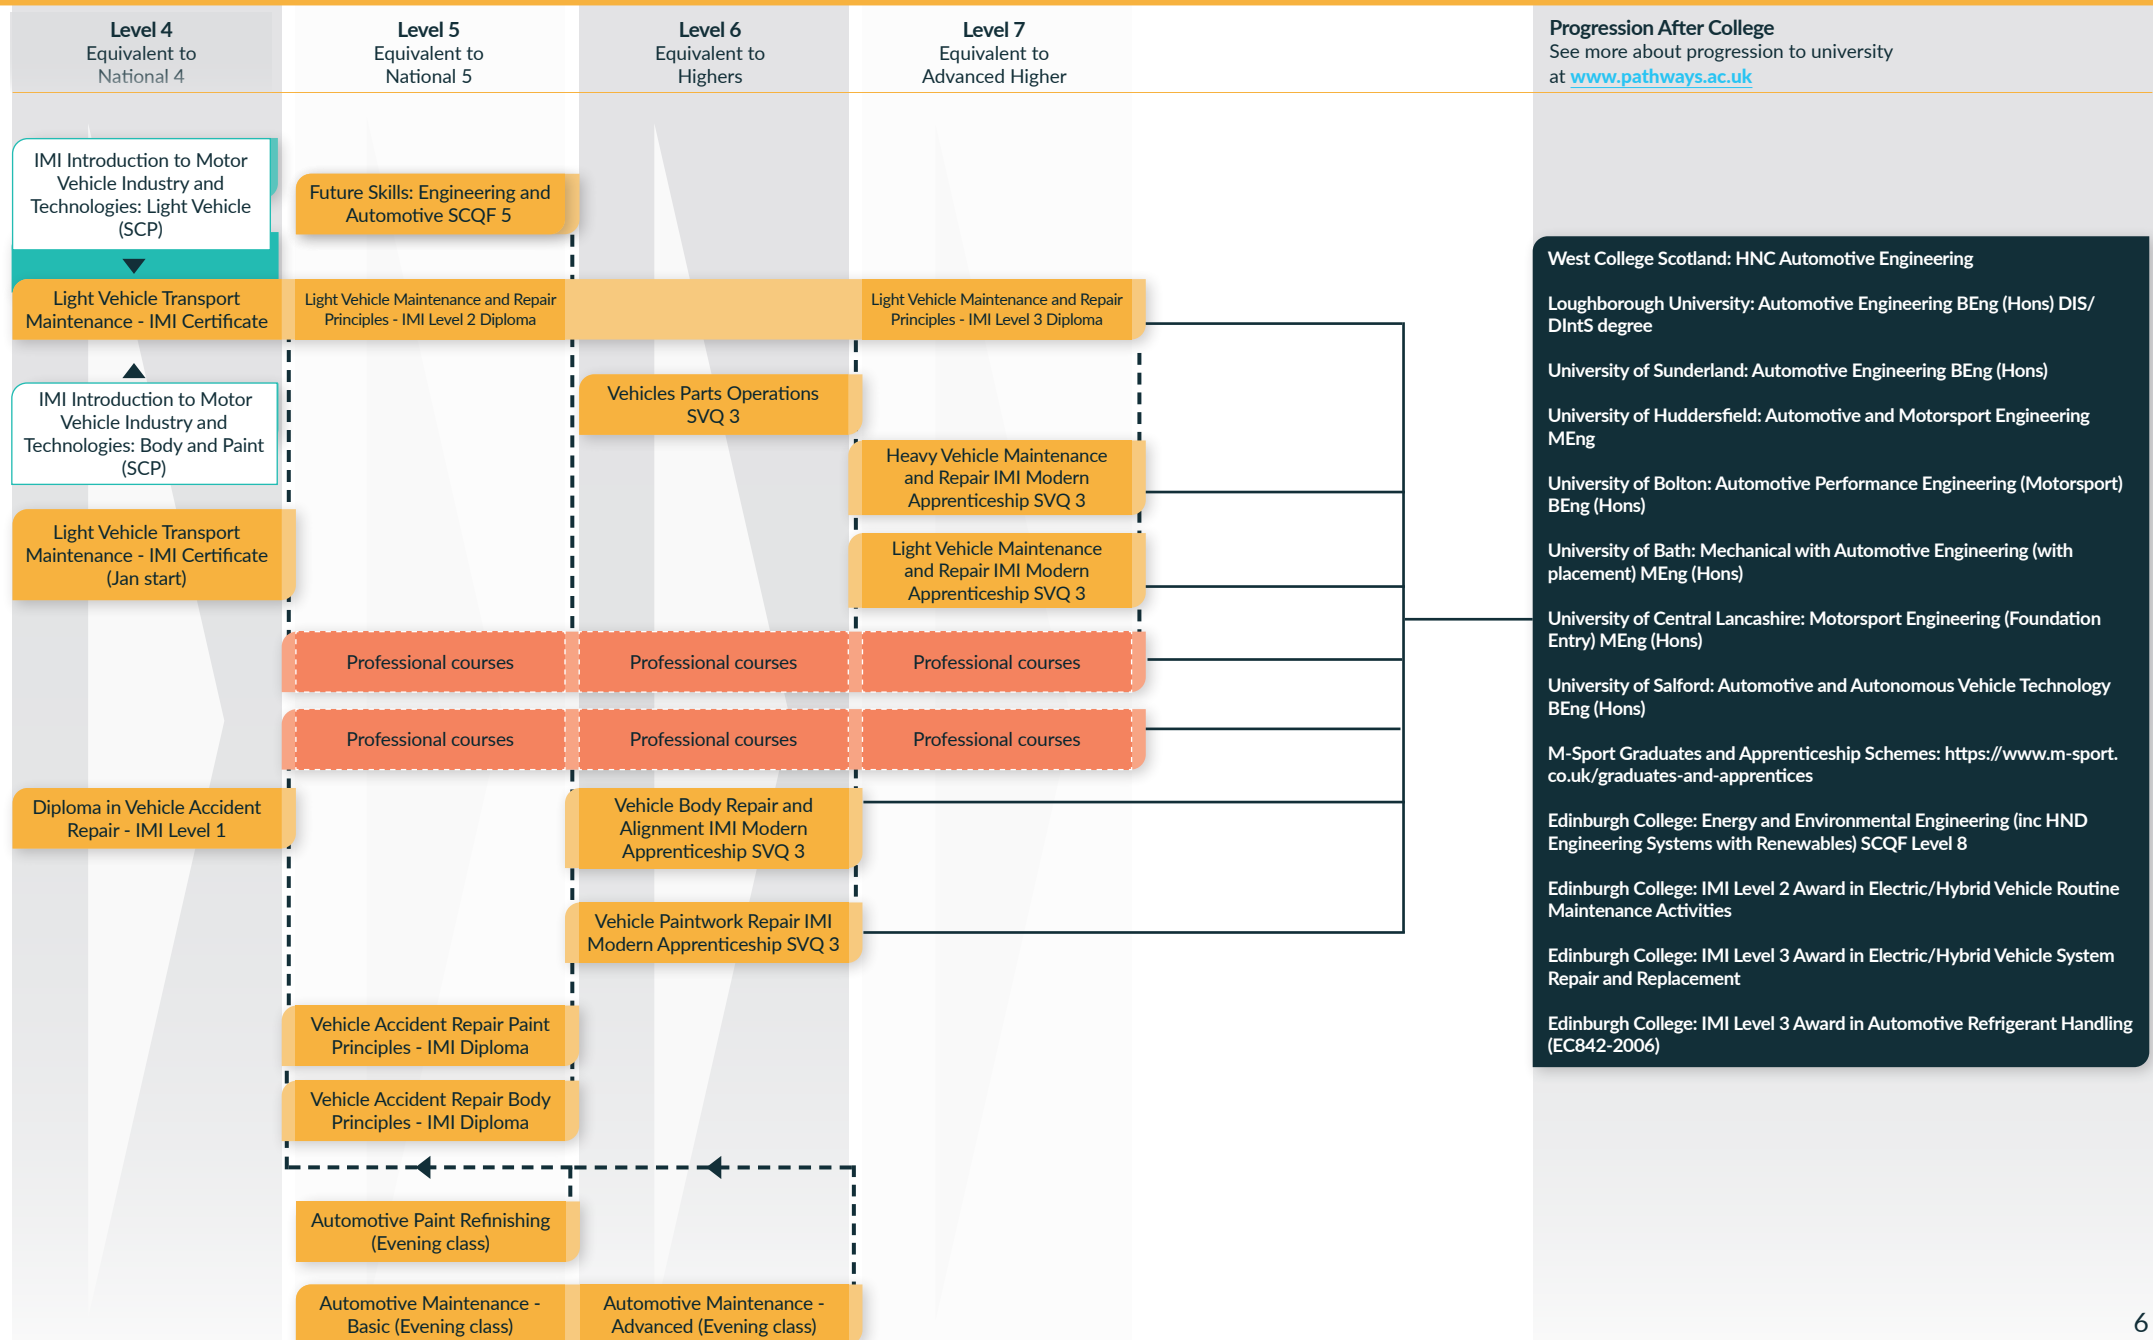 Level 4
Equivalent to
National 4
Level 5
Equivalent to
National 5
Level 6
Equivalent to
Highers
Level 7
Equivalent to
Advanced Higher
Progression After College
See more about progression to university
at www.pathways.ac.uk
IMI Introduction to Motor
Vehicle Industry and
Technologies: Light Vehicle
(SCP)
Future Skills: Engineering and
Automotive SCQF 5
Light Vehicle Transport
Maintenance - IMI Certificate
Light Vehicle Maintenance and Repair
Principles - IMI Level 2 Diploma
Light Vehicle Maintenance and Repair
Principles - IMI Level 3 Diploma
IMI Introduction to Motor
Vehicle Industry and
Technologies: Body and Paint
(SCP)
Vehicles Parts Operations
SVQ 3
Heavy Vehicle Maintenance
and Repair IMI Modern
Apprenticeship SVQ 3
Light Vehicle Transport
Maintenance - IMI Certificate
(Jan start)
Light Vehicle Maintenance
and Repair IMI Modern
Apprenticeship SVQ 3
Professional courses
Professional courses
Professional courses
Professional courses
Professional courses
Professional courses
Diploma in Vehicle Accident
Repair - IMI Level 1
Vehicle Body Repair and
Alignment IMI Modern
Apprenticeship SVQ 3
Vehicle Paintwork Repair IMI
Modern Apprenticeship SVQ 3
Vehicle Accident Repair Paint
Principles - IMI Diploma
Vehicle Accident Repair Body
Principles - IMI Diploma
Automotive Paint Refinishing
(Evening class)
Automotive Maintenance -
Basic (Evening class)
Automotive Maintenance -
Advanced (Evening class)
West College Scotland: HNC Automotive Engineering
Loughborough University: Automotive Engineering BEng (Hons) DIS/
DIntS degree
University of Sunderland: Automotive Engineering BEng (Hons)
University of Huddersfield: Automotive and Motorsport Engineering
MEng
University of Bolton: Automotive Performance Engineering (Motorsport)
BEng (Hons)
University of Bath: Mechanical with Automotive Engineering (with
placement) MEng (Hons)
University of Central Lancashire: Motorsport Engineering (Foundation
Entry) MEng (Hons)
University of Salford: Automotive and Autonomous Vehicle Technology
BEng (Hons)
M-Sport Graduates and Apprenticeship Schemes: https://www.m-sport.
co.uk/graduates-and-apprentices
Edinburgh College: Energy and Environmental Engineering (inc HND
Engineering Systems with Renewables) SCQF Level 8
Edinburgh College: IMI Level 2 Award in Electric/Hybrid Vehicle Routine
Maintenance Activities
Edinburgh College: IMI Level 3 Award in Electric/Hybrid Vehicle System
Repair and Replacement
Edinburgh College: IMI Level 3 Award in Automotive Refrigerant Handling
(EC842-2006)
6